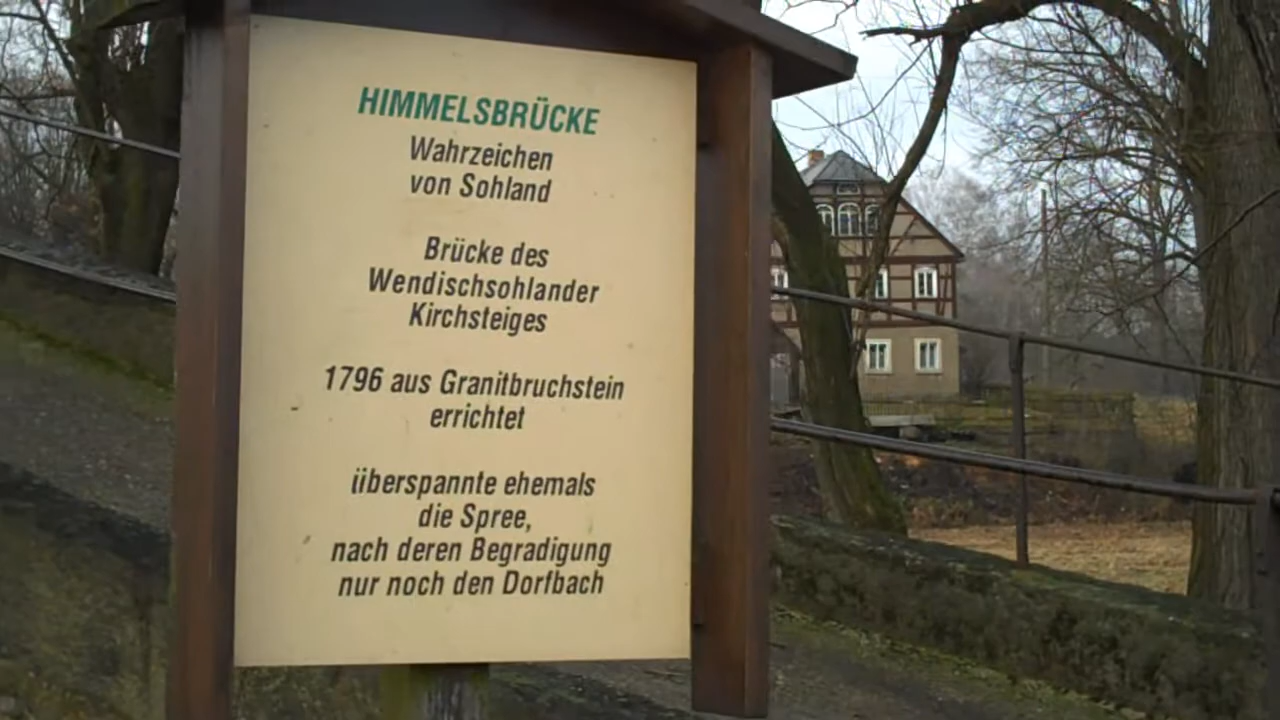 HIMMELSBRÜCKE
Wahrzeichen
von Sohland
Brücke des
Wendischsohlander
Kirchsteiges
1796 aus Granitbruchstein
errichtet
überspannte ehemals
die Spree,
nach deren Begradigung
nur noch den Dorfbach